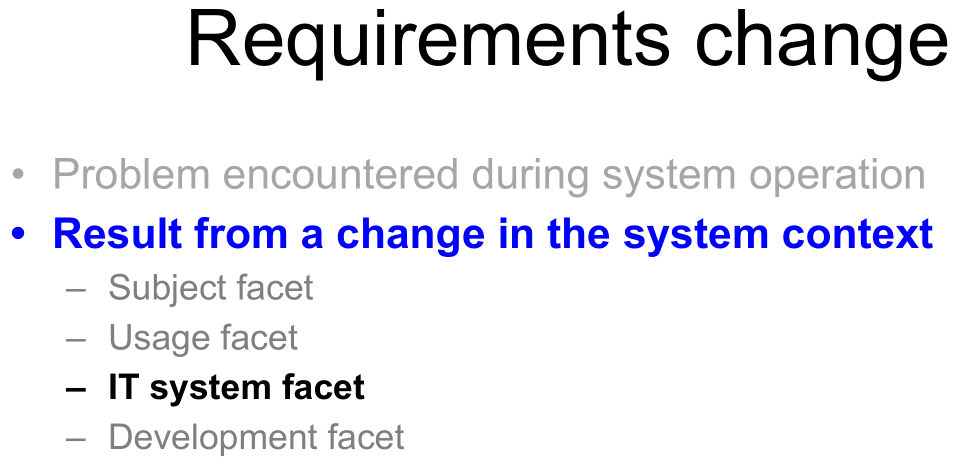 Requirements change
• Problem encountered during system operation
• Result from a change in the system context
– Subject facet
– Usage facet
– IT system facet
– Development facet